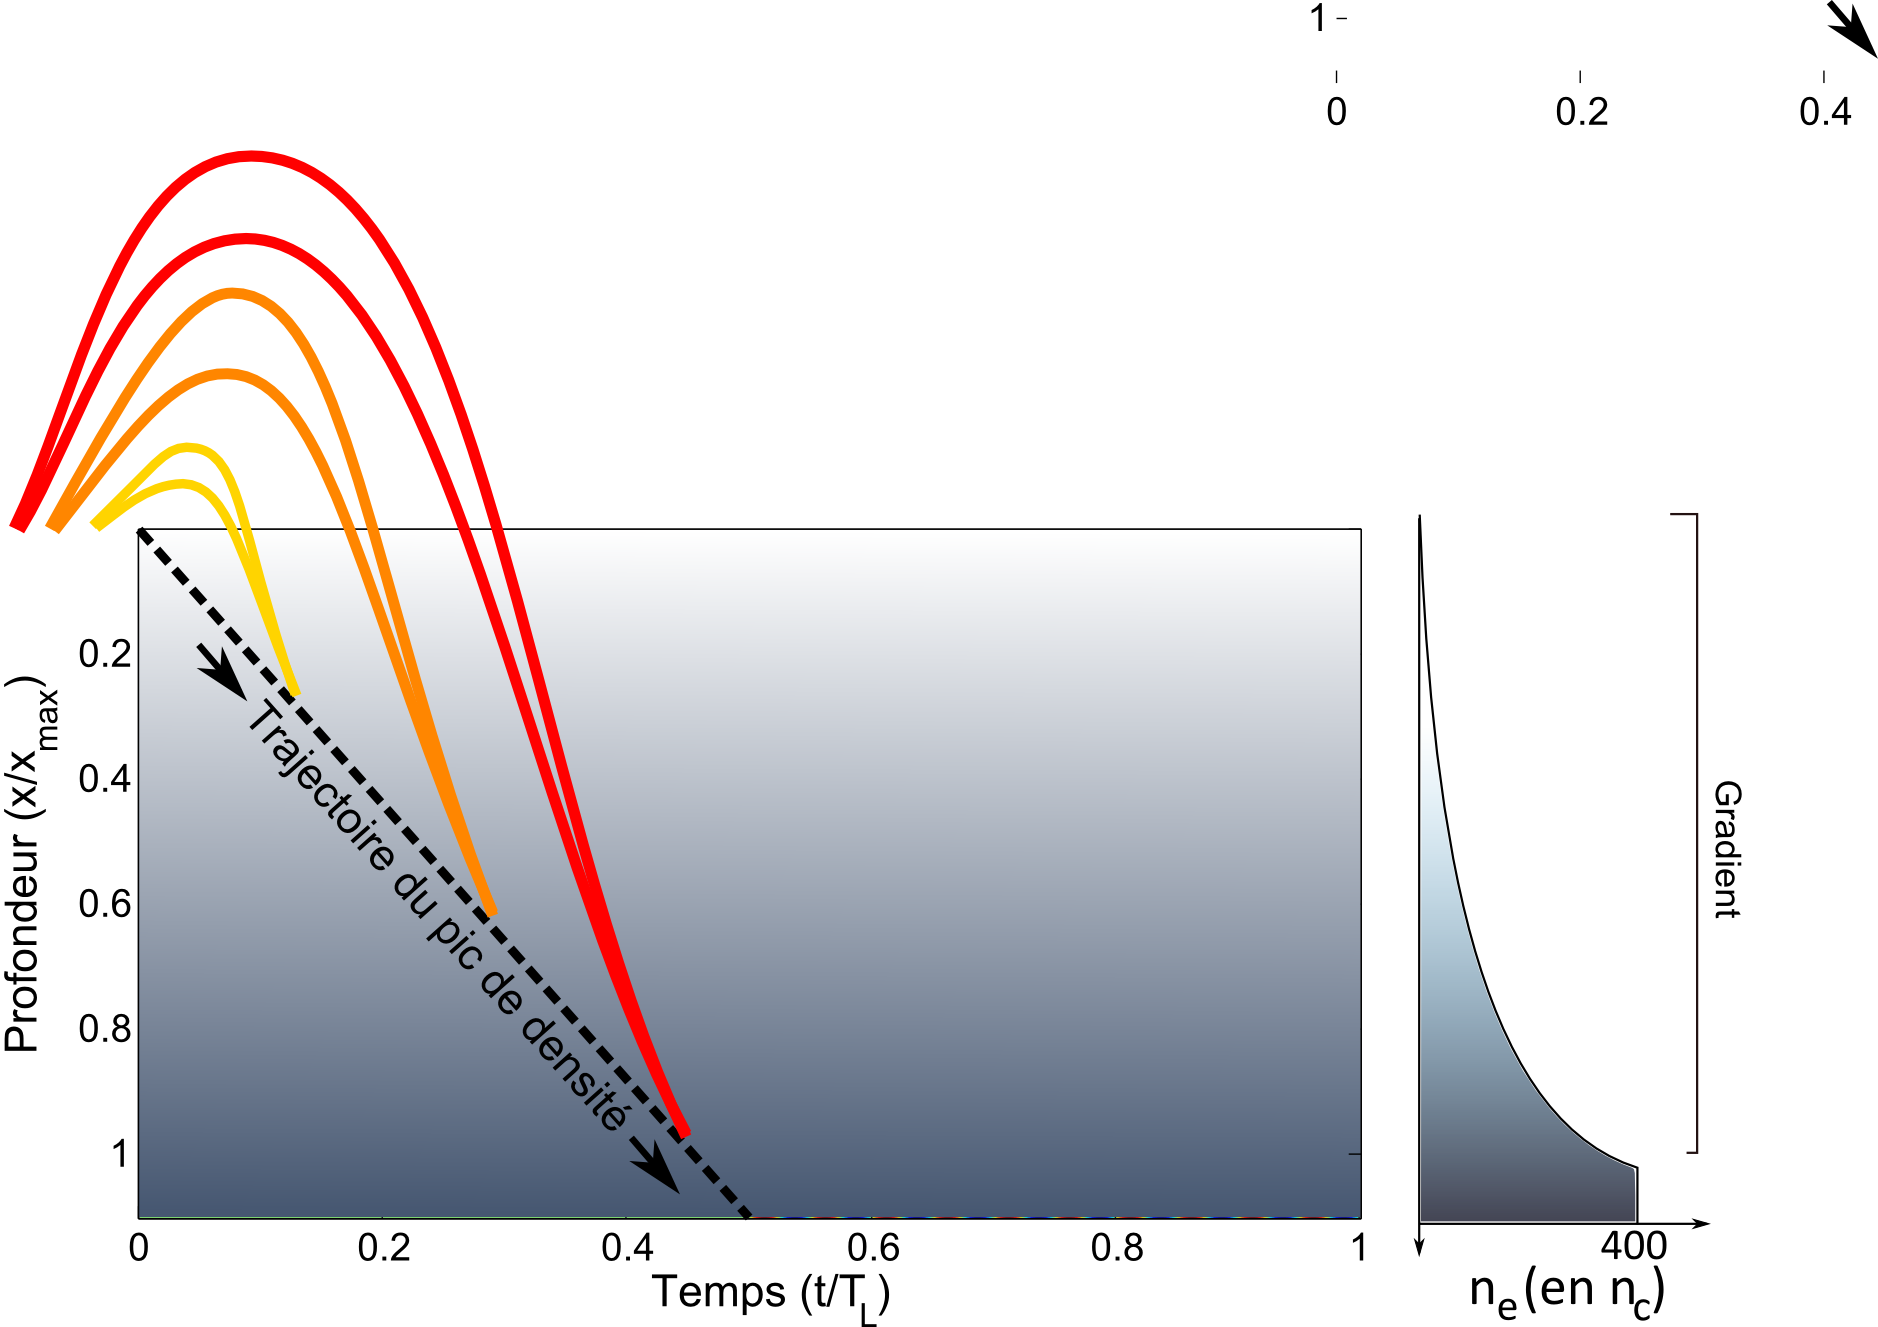 1
0 0.2 0.4
0.2
0.4
0.6
0.8
1
Profondeur (x/xmax)
Trajectoire du pic de densité
0 0.2 0.4 0.6 0.8 1
Temps (t/TL)
Gradient
400
ne (en nc)